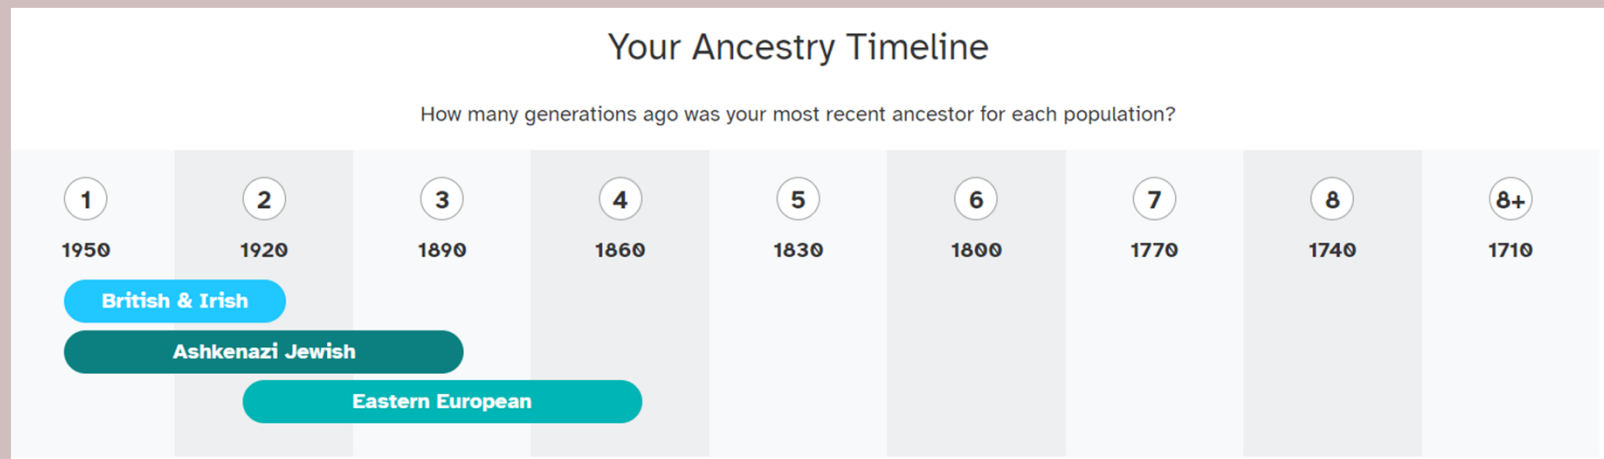 Your Ancestry Timeline
How many generations ago was your most recent ancestor for each population?
1 2 3 4 5 6 7 8 8+
1950 1920 1890 1860 1830 1800 1770 1740 1710
British & Irish
Ashkenazi Jewish
Eastern European